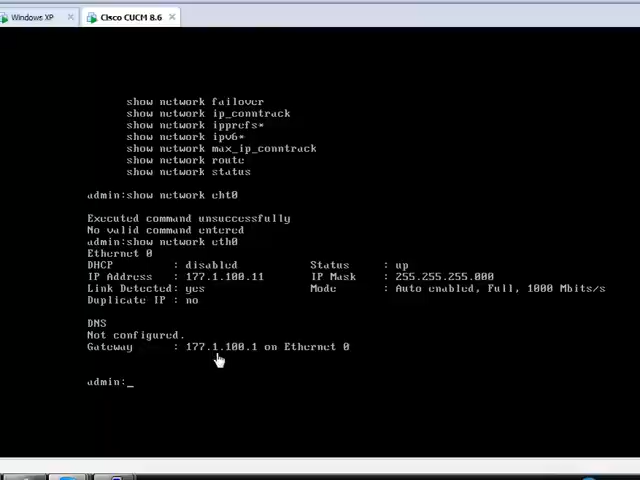 Windows XP
Cisco CUCM 8.6
show network failover
show network ip_conntrack
show network ipprefs*
show network ipv6*
show network max_ip_conntrack
show network route
show network status
admin:show network eht0
Executed command unsuccessfully
No valid command entered
admin:show network eth0
Ethernet 0
DHCP : disabled Status : up
IP Address : 177.1.100.11 IP Mask : 255.255.255.000
Link Detected: yes Mode : Auto enabled, Full, 1000 Mbits/s
Duplicate IP : no
DNS
Not configured.
Gateway : 177.1.100.1 on Ethernet 0
admin:_